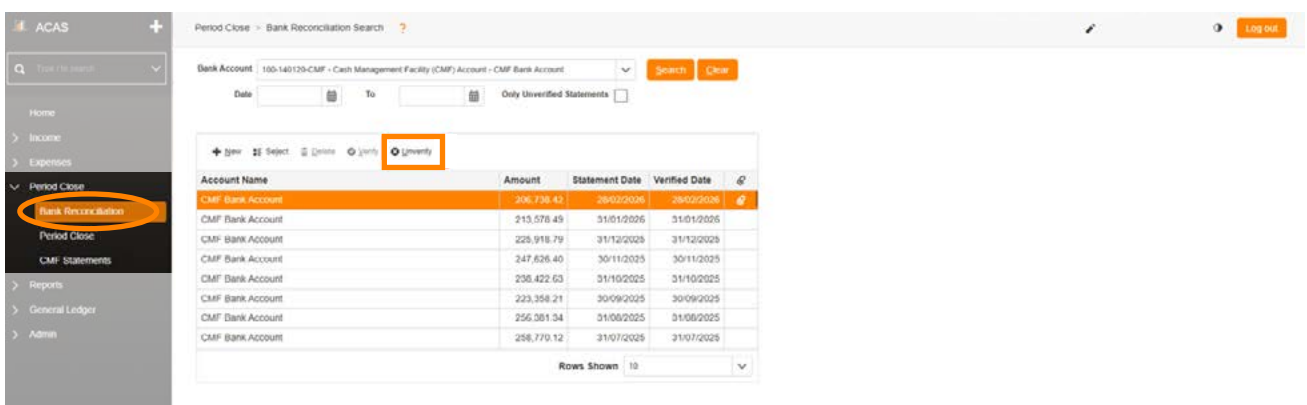 ACAS
Period Close > Bank Reconciliation Search ?
Log out
Type / to search
Bank Account 100-140129-CMF - Cash Management Facility (CMF) Account - CMF Bank Account Search Clear
Date To Only Unverified Statements
Home
Income
Expenses
Period Close
Bank Reconciliation
Period Close
CMF Statements
Reports
General Ledger
Admin
New Select Delete Verify Unverify
Account Name Amount Statement Date Verified Date
CMF Bank Account 206,738.42 28/02/2026 28/02/2026
CMF Bank Account 213,578.49 31/01/2026 31/01/2026
CMF Bank Account 225,918.79 31/12/2025 31/12/2025
CMF Bank Account 247,626.40 30/11/2025 30/11/2025
CMF Bank Account 238,422.63 31/10/2025 31/10/2025
CMF Bank Account 223,358.21 30/09/2025 30/09/2025
CMF Bank Account 256,381.34 31/08/2025 31/08/2025
CMF Bank Account 258,770.12 31/07/2025 31/07/2025
Rows Shown 10